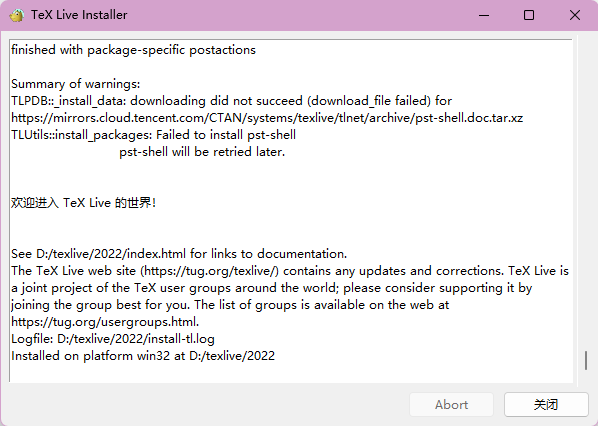 TeX Live Installer
finished with package-specific postactions
Summary of warnings:
TLPDB::_install_data: downloading did not succeed (download_file failed) for
https://mirrors.cloud.tencent.com/CTAN/systems/texlive/tlnet/archive/pst-shell.doc.tar.xz
TLUtils::install_packages: Failed to install pst-shell
pst-shell will be retried later.
欢迎进入 TeX Live 的世界!
See D:/texlive/2022/index.html for links to documentation.
The TeX Live web site (https://tug.org/texlive/) contains any updates and corrections. TeX Live is
a joint project of the TeX user groups around the world; please consider supporting it by
joining the group best for you. The list of groups is available on the web at
https://tug.org/usergroups.html.
Logfile: D:/texlive/2022/install-tl.log
Installed on platform win32 at D:/texlive/2022
Abort
关闭